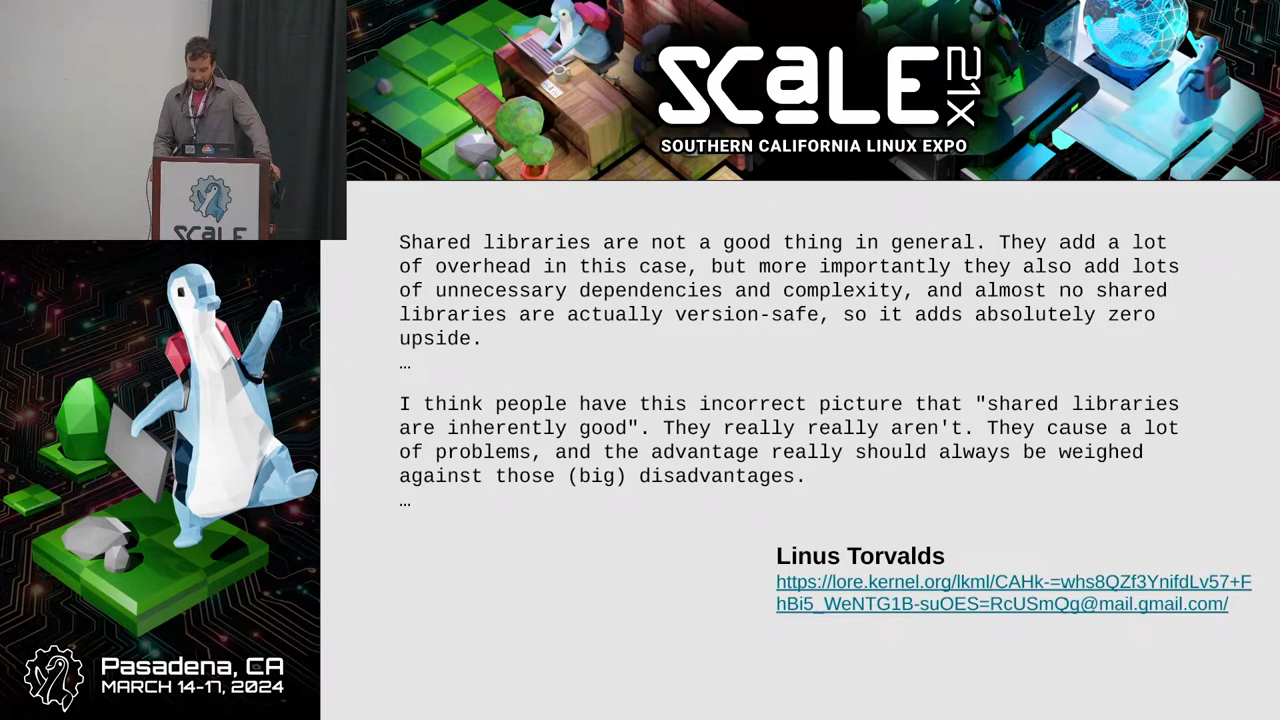 SCALE
21X
SOUTHERN CALIFORNIA LINUX EXPO
SCALE
Shared libraries are not a good thing in general. They add a lot
of overhead in this case, but more importantly they also add lots
of unnecessary dependencies and complexity, and almost no shared
libraries are actually version-safe, so it adds absolutely zero
upside.
…
I think people have this incorrect picture that "shared libraries
are inherently good". They really really aren't. They cause a lot
of problems, and the advantage really should always be weighed
against those (big) disadvantages.
…
Linus Torvalds
https://lore.kernel.org/lkml/CAHk-=whs8QZf3YnifdLv57+F
hBi5_WeNTG1B-suOES=RcUSmQg@mail.gmail.com/
Pasadena, CA
MARCH 14-17, 2024